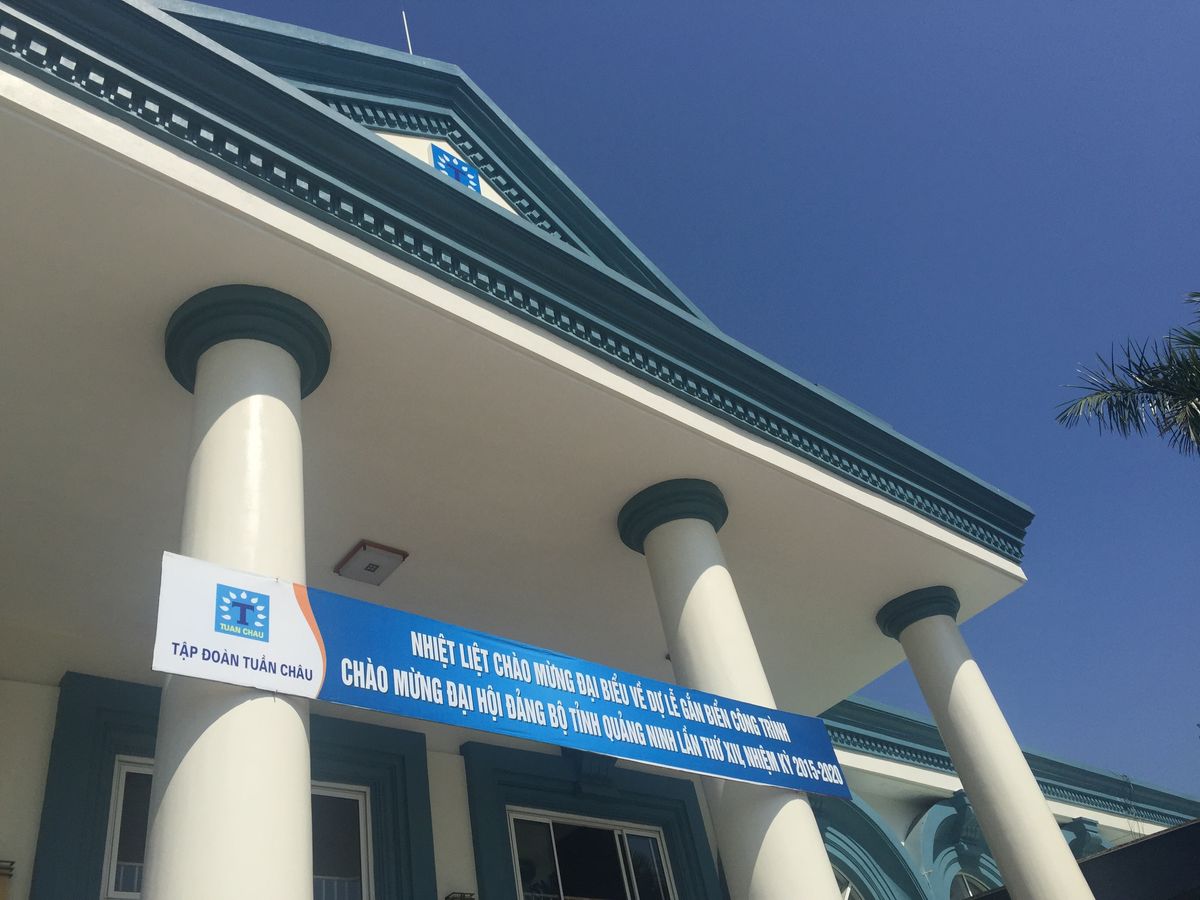 T
T
TUAN CHAU
TẬP ĐOÀN TUẦN CHÂU
NHIỆT LIỆT CHÀO MỪNG ĐẠI BIỂU VỀ DỰ LỄ GẮN BIỂN CÔNG TRÌNH
CHÀO MỪNG ĐẠI HỘI ĐẢNG BỘ TỈNH QUẢNG NINH LẦN THỨ XIV, NHIỆM KỲ 2015-2020